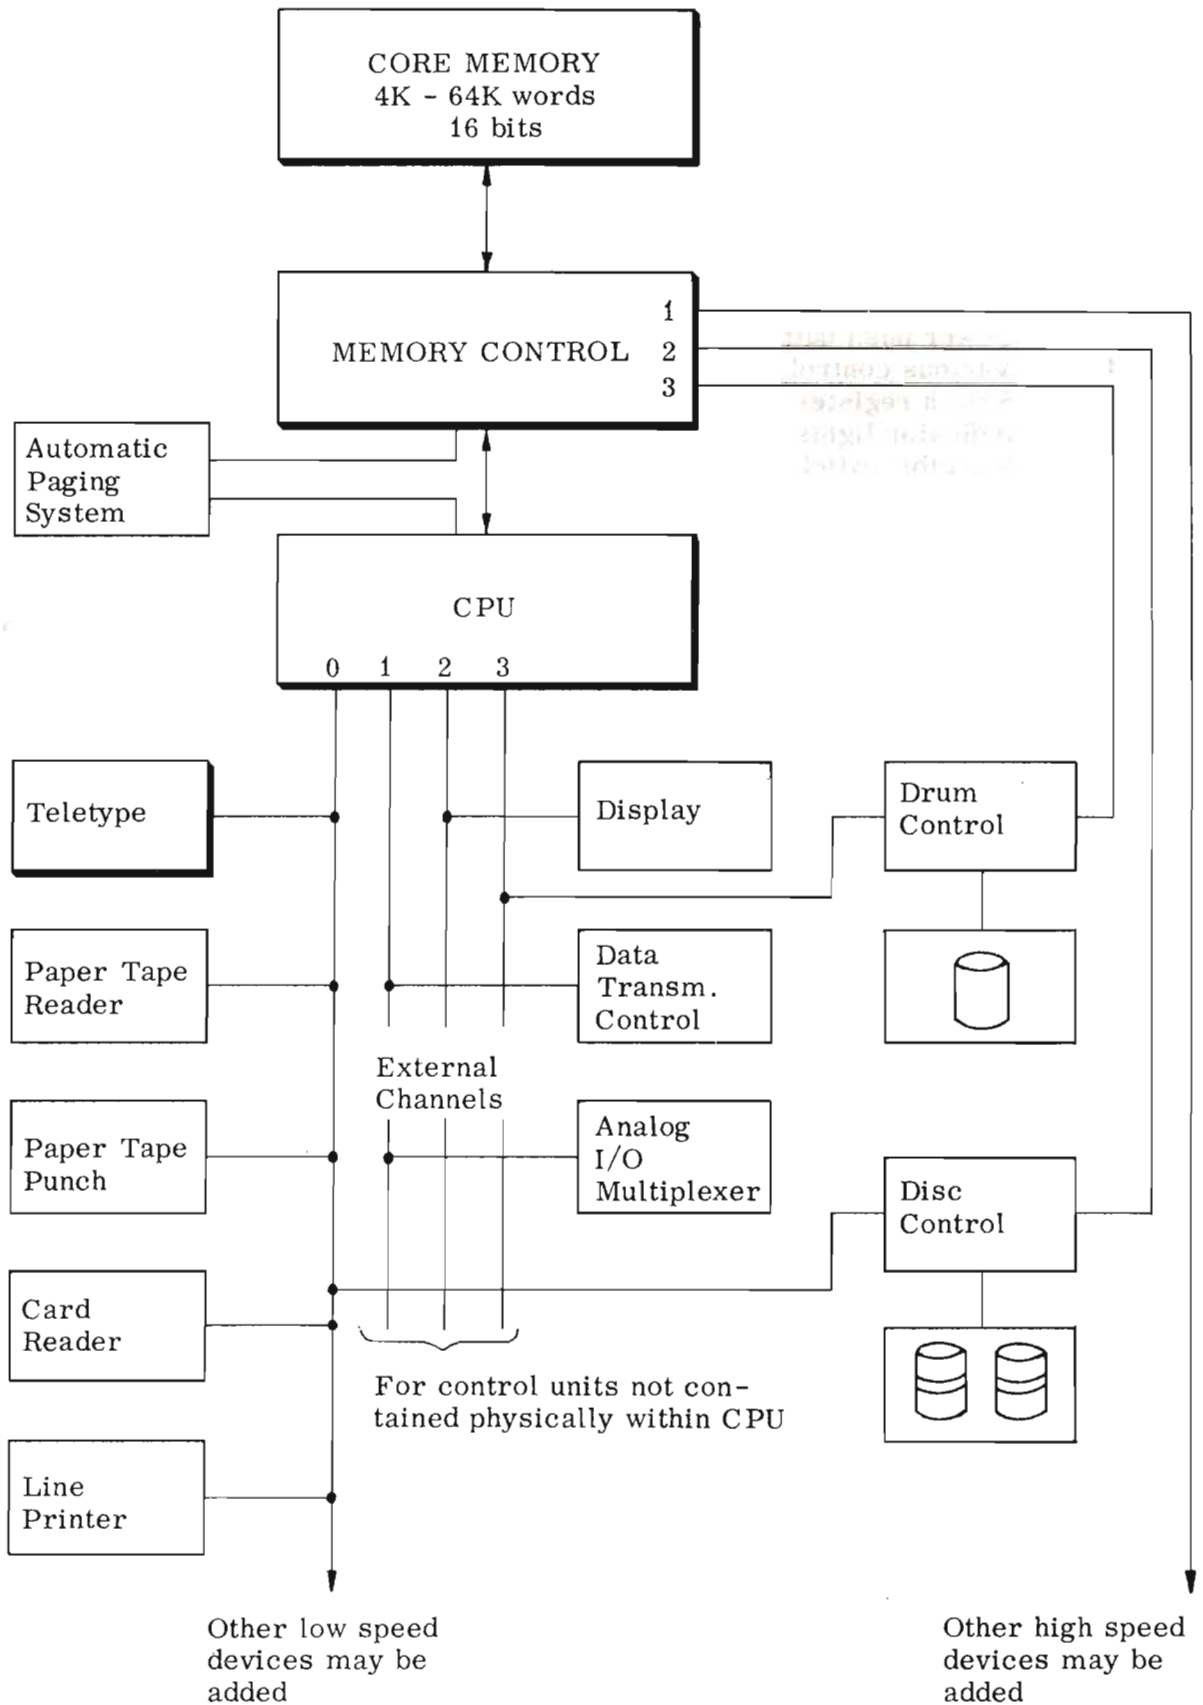 CORE MEMORY
4K - 64K words
16 bits
1
MEMORY CONTROL 2
3
Automatic
Paging
System
CPU
0 1 2 3
Teletype
Display
Drum
Control
Paper Tape
Reader
Data
Transm.
Control
External
Channels
Paper Tape
Punch
Analog
I/O
Multiplexer
Disc
Control
Card
Reader
For control units not con-
tained physically within CPU
Line
Printer
Other low speed
devices may be
added
Other high speed
devices may be
added